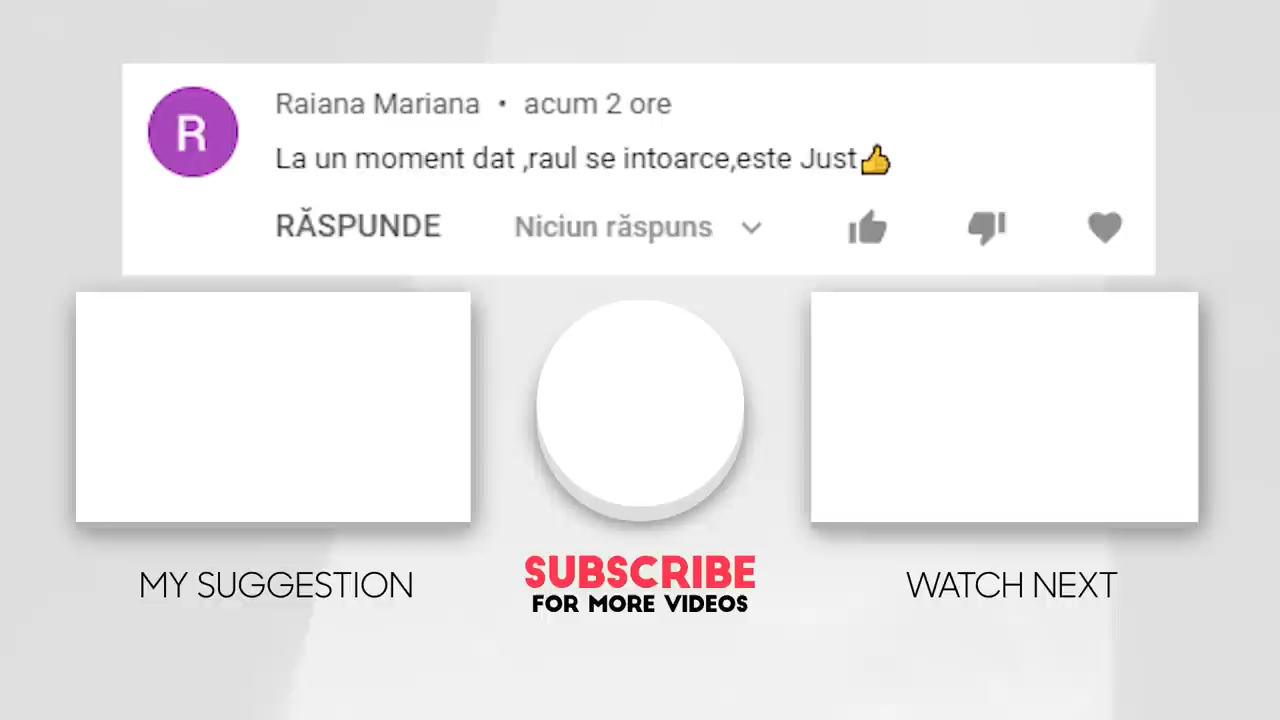 R
Raiana Mariana • acum 2 ore
La un moment dat ,raul se intoarce,este Just👍
RĂSPUNDE Niciun răspuns
MY SUGGESTION
SUBSCRIBE
FOR MORE VIDEOS
WATCH NEXT